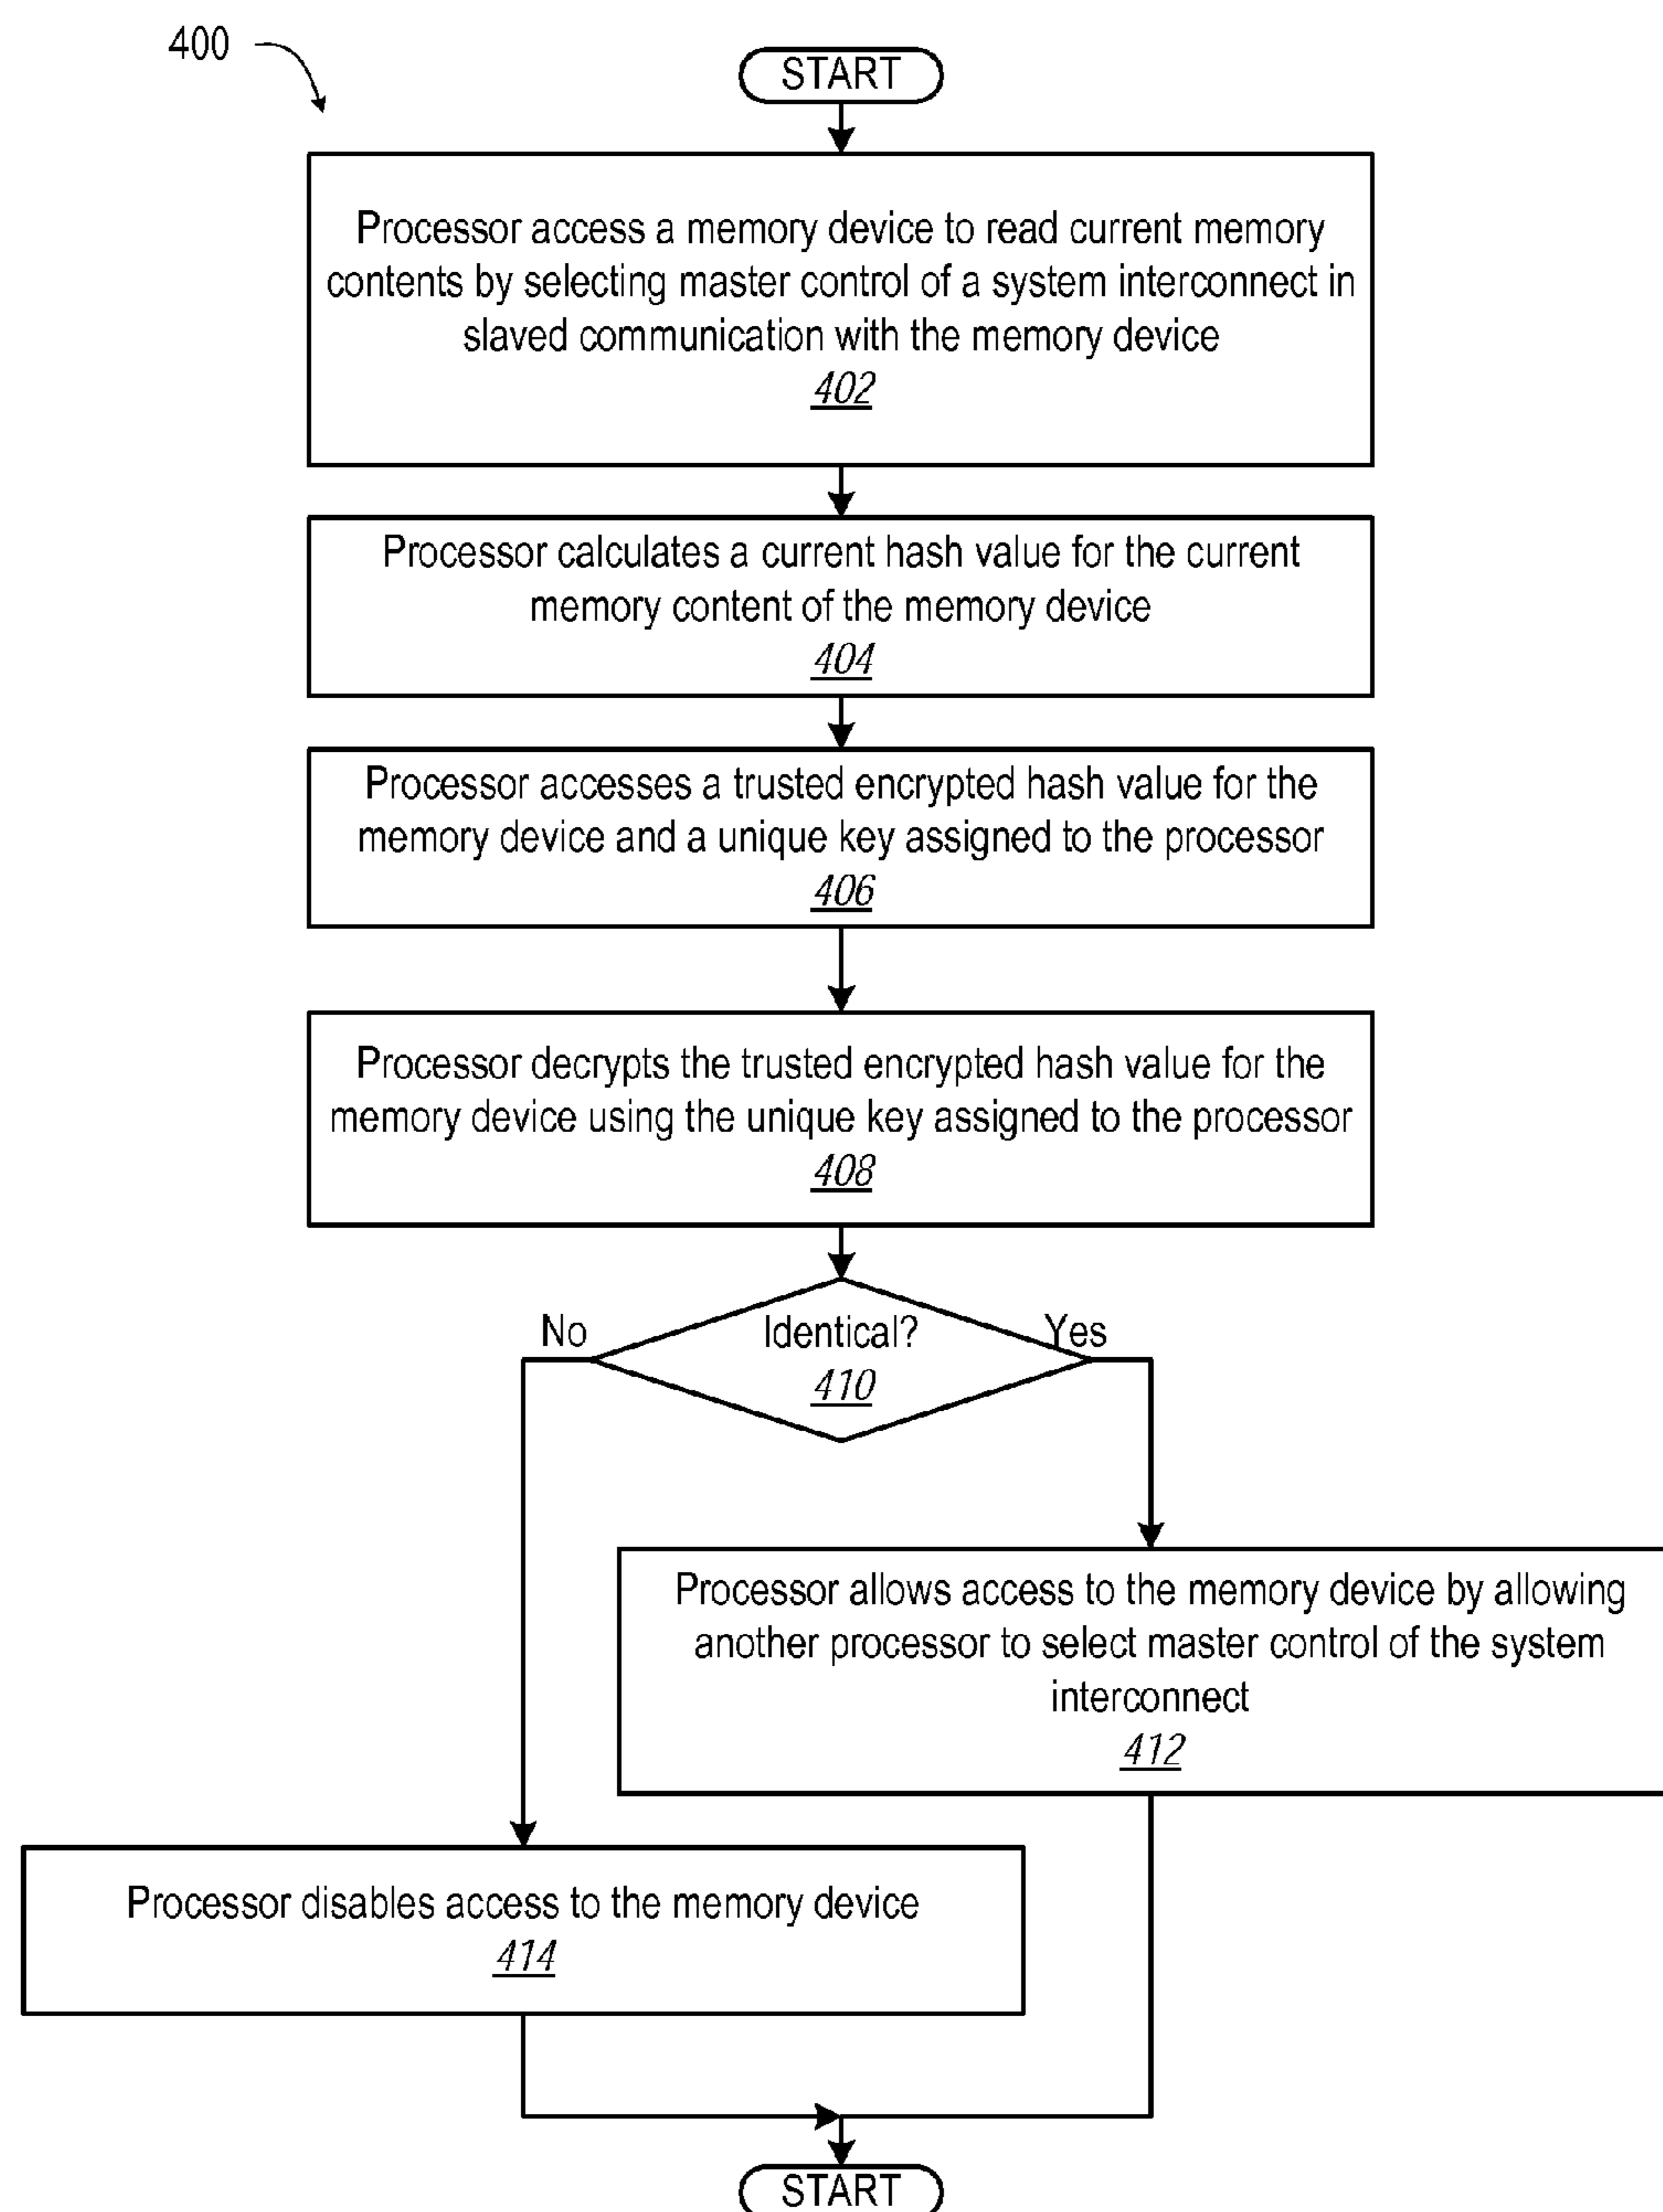 400
START
Processor access a memory device to read current memory
contents by selecting master control of a system interconnect in
slaved communication with the memory device
402
Processor calculates a current hash value for the current
memory content of the memory device
404
Processor accesses a trusted encrypted hash value for the
memory device and a unique key assigned to the processor
406
Processor decrypts the trusted encrypted hash value for the
memory device using the unique key assigned to the processor
408
No
Identical?
Yes
410
Processor allows access to the memory device by allowing
another processor to select master control of the system
interconnect
412
Processor disables access to the memory device
414
START